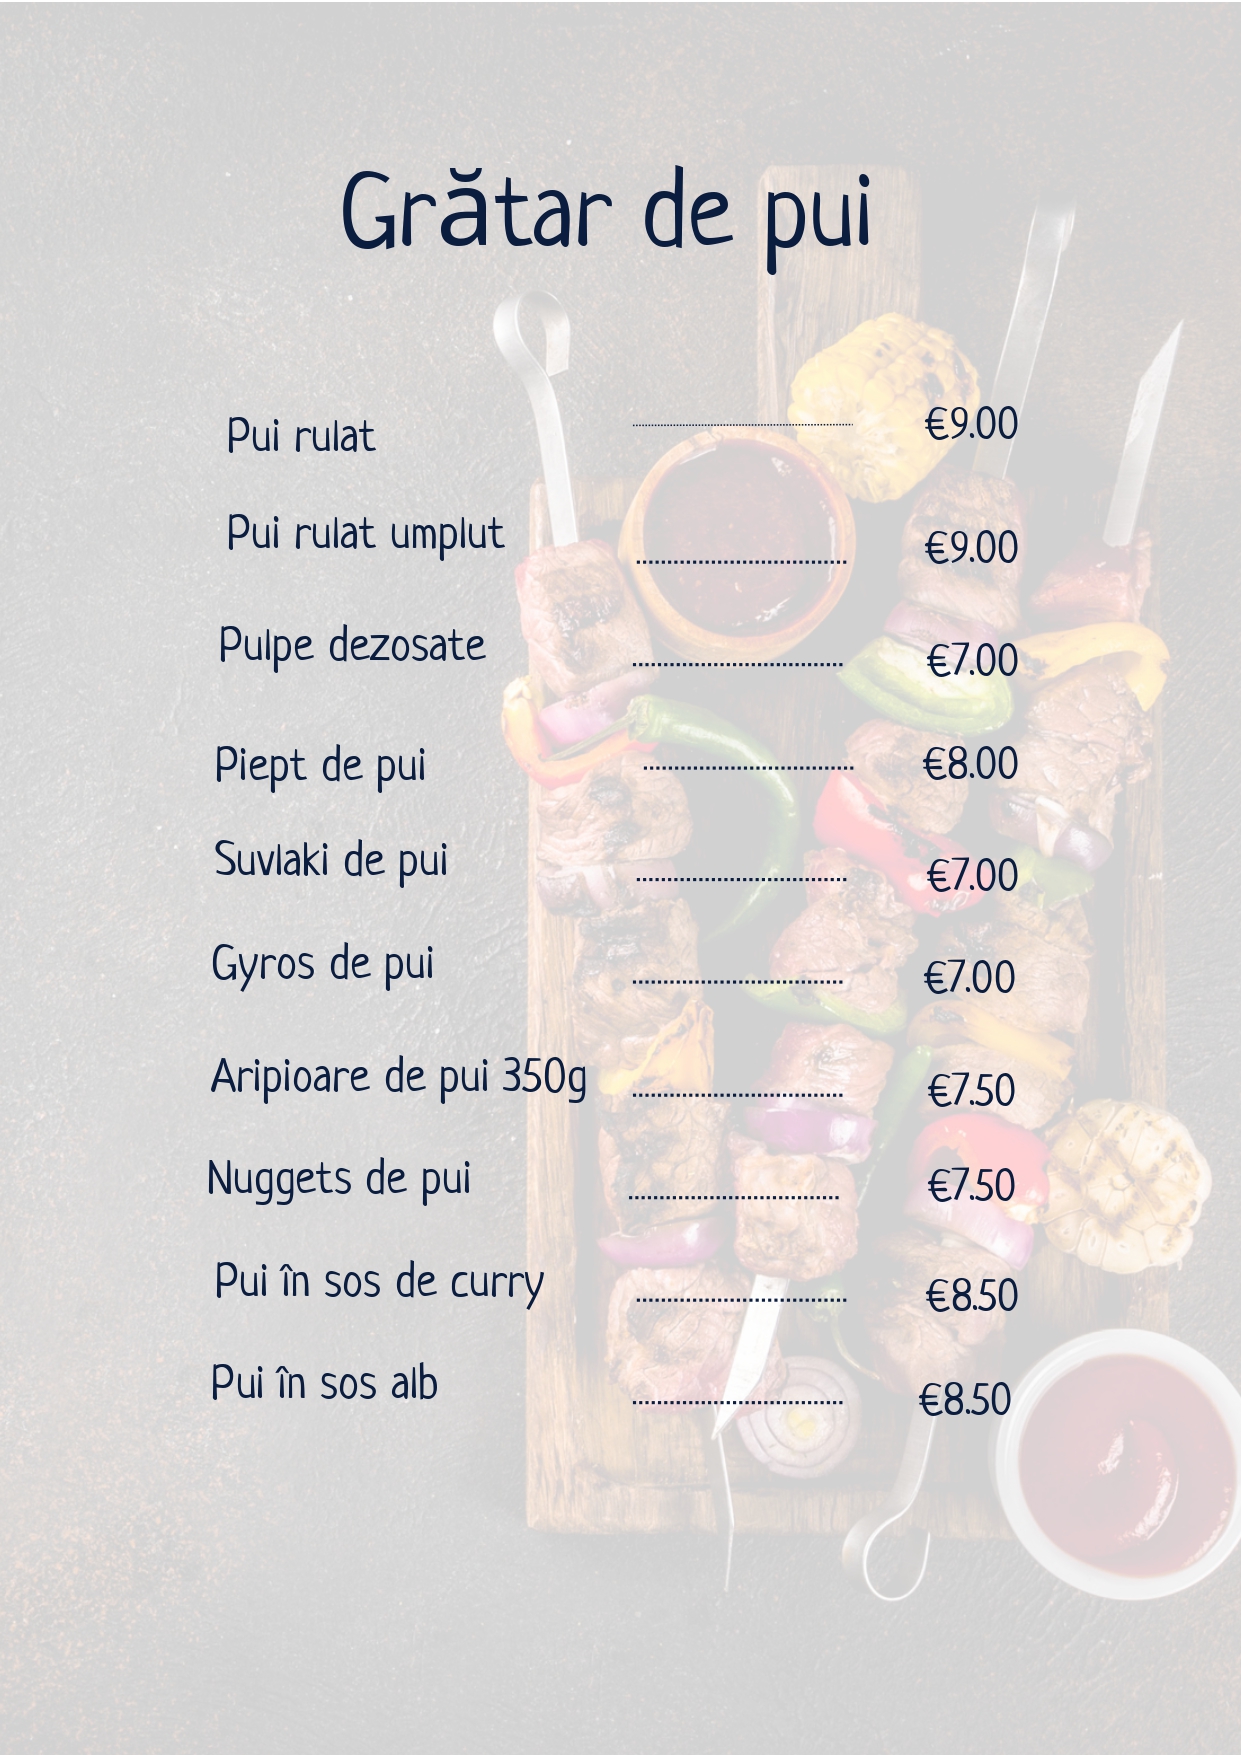 Grătar de pui
Pui rulat ........ €9.00
Pui rulat umplut ........ €9.00
Pulpe dezosate ........ €7.00
Piept de pui ........ €8.00
Suvlaki de pui ........ €7.00
Gyros de pui ........ €7.00
Aripioare de pui 350g ........ €7.50
Nuggets de pui ........ €7.50
Pui în sos de curry ........ €8.50
Pui în sos alb ........ €8.50